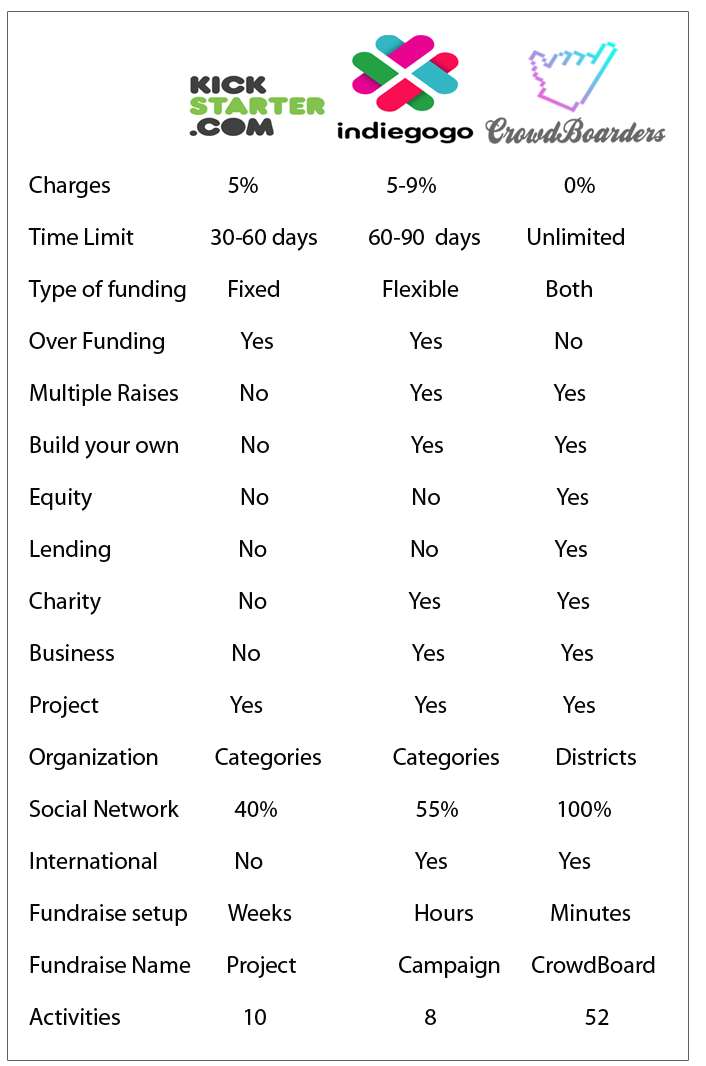 KICK
STARTER
.COM
indiegogo
CrowdBoarders
Charges 5% 5-9% 0%
Time Limit 30-60 days 60-90 days Unlimited
Type of funding Fixed Flexible Both
Over Funding Yes Yes No
Multiple Raises No Yes Yes
Build your own No Yes Yes
Equity No No Yes
Lending No No Yes
Charity No Yes Yes
Business No Yes Yes
Project Yes Yes Yes
Organization Categories Categories Districts
Social Network 40% 55% 100%
International No Yes Yes
Fundraise setup Weeks Hours Minutes
Fundraise Name Project Campaign CrowdBoard
Activities 10 8 52